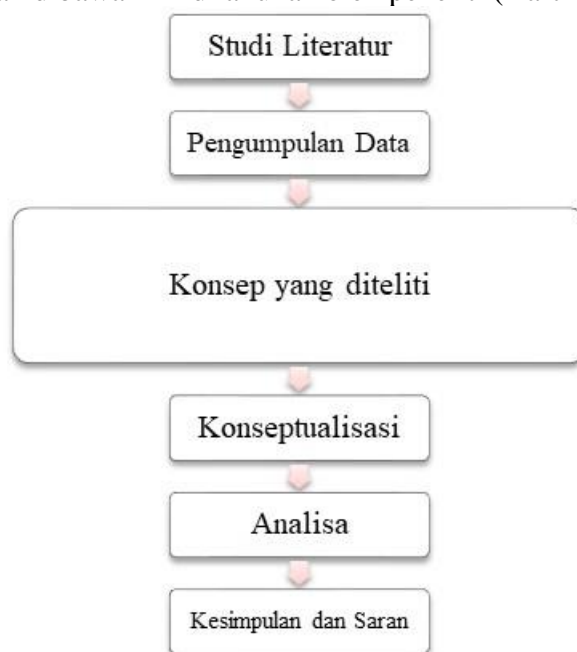 Studi Literatur
Pengumpulan Data
Konsep yang diteliti
Konseptualisasi
Analisa
Kesimpulan dan Saran